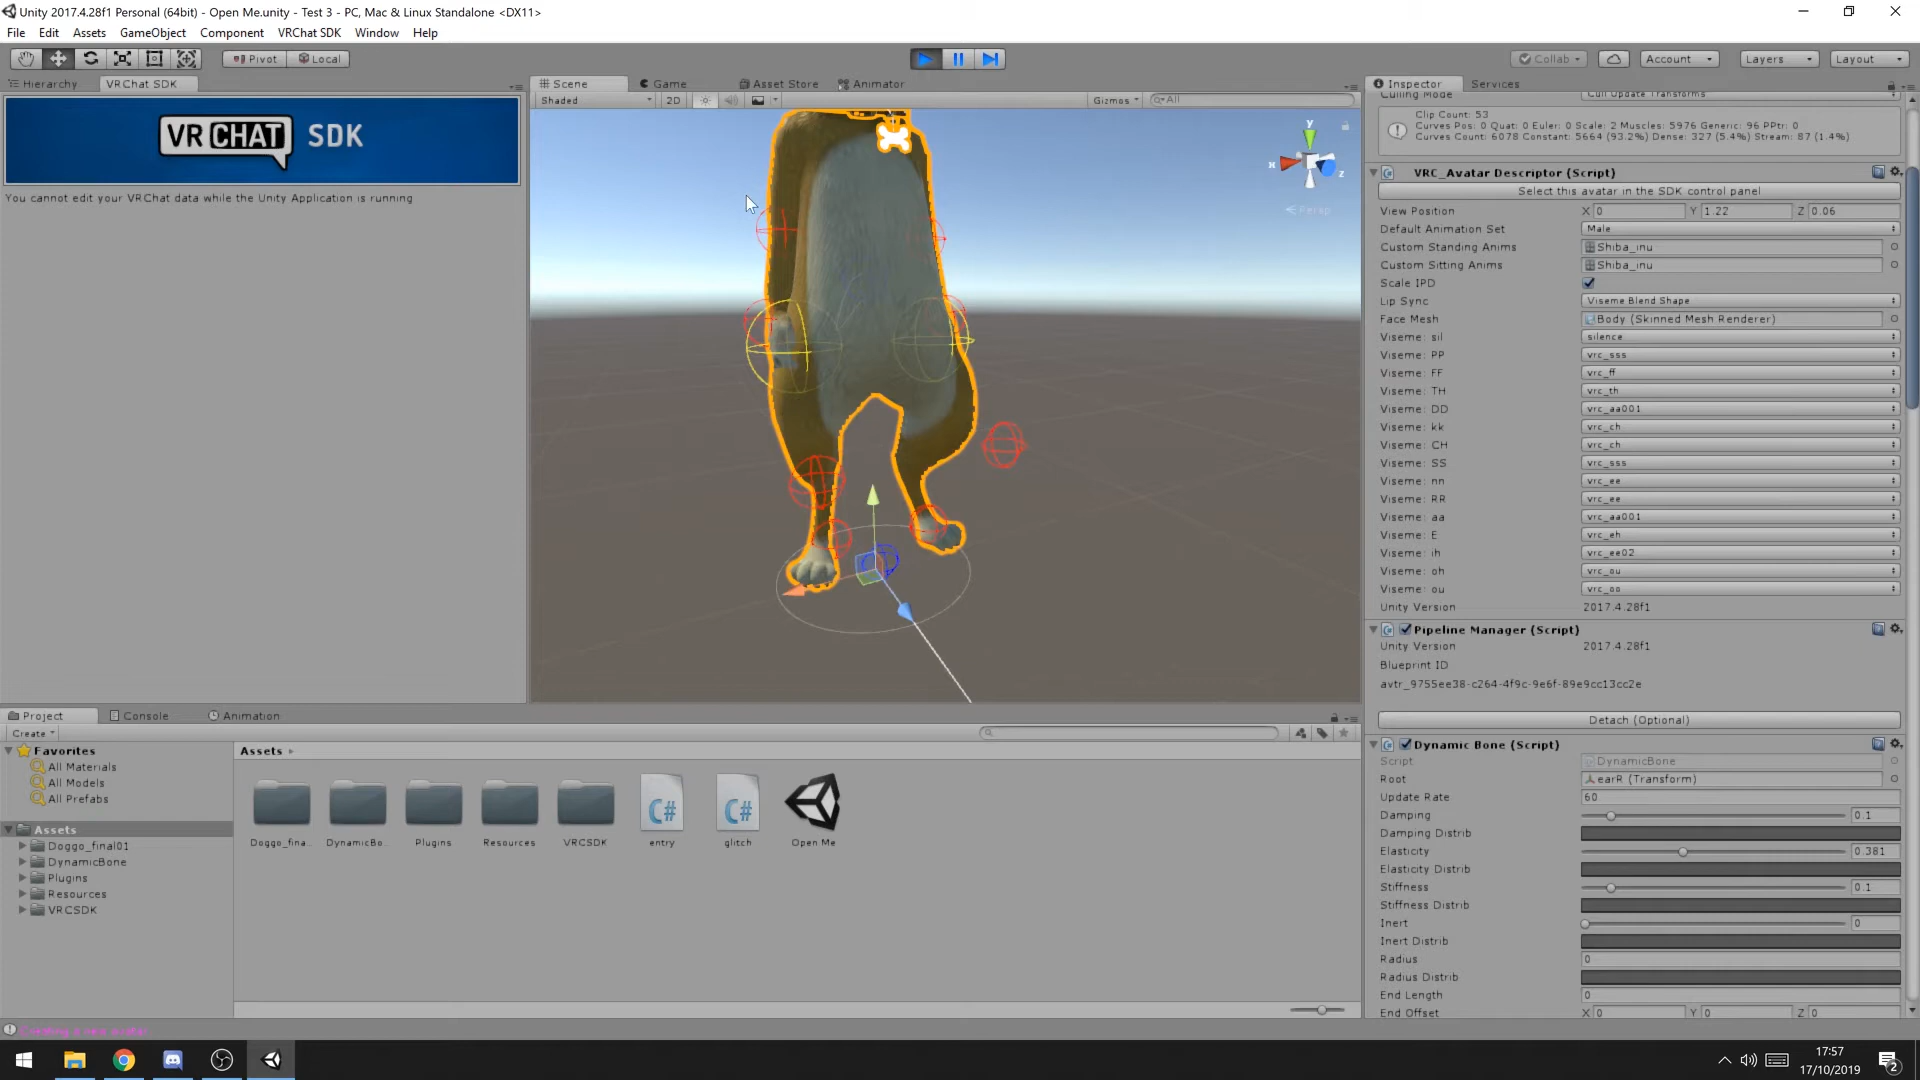 Unity 2017.4.28f1 Personal (64bit) - Open Me.unity - Test 3 - PC, Mac & Linux Standalone <DX11>
File Edit Assets GameObject Component VRChat SDK Window Help
Pivot Local Collab Account Layers Layout
Hierarchy VRChat SDK
VRCHAT SDK
You cannot edit your VRChat data while the Unity Application is running
Scene Game Asset Store Animator
Shaded 2D Gizmos All
y
x
z
Persp
Inspector Services
Culling Mode Cull Update Transforms
Clip Count: 53
Curves Pos: 0 Quat: 0 Euler: 0 Scale: 2 Muscles: 5976 Generic: 96 PPtr: 0
Curves Count: 6078 Constant: 5664 (93.2%) Dense: 327 (5.4%) Stream: 87 (1.4%)
VRC_Avatar Descriptor (Script)
Select this avatar in the SDK control panel
View Position X 0 Y 1.22 Z 0.06
Default Animation Set Male
Custom Standing Anims Shiba_inu
Custom Sitting Anims Shiba_inu
Scale IPD
Lip Sync Viseme Blend Shape
Face Mesh Body (Skinned Mesh Renderer)
Viseme: sil silence
Viseme: PP vrc_sss
Viseme: FF vrc_ff
Viseme: TH vrc_th
Viseme: DD vrc_aa001
Viseme: kk vrc_ch
Viseme: CH vrc_ch
Viseme: SS vrc_sss
Viseme: nn vrc_ee
Viseme: RR vrc_ee
Viseme: aa vrc_aa001
Viseme: E vrc_eh
Viseme: ih vrc_ee02
Viseme: oh vrc_ou
Viseme: ou vrc_oo
Unity Version 2017.4.28f1
Pipeline Manager (Script)
Unity Version 2017.4.28f1
Blueprint ID
avtr_9755ee38-c264-4f9c-9e6f-89e9cc13cc2e
Detach (Optional)
Dynamic Bone (Script)
Script DynamicBone
Root earR (Transform)
Update Rate 60
Damping 0.1
Damping Distrib
Elasticity 0.381
Elasticity Distrib
Stiffness 0.1
Stiffness Distrib
Inert 0
Inert Distrib
Radius 0
Radius Distrib
End Length 0
End Offset X 0 Y 0 Z 0
Project Console Animation
Create
Favorites
All Materials
All Models
All Prefabs
Assets
Doggo_final01
DynamicBone
Plugins
Resources
VRCSDK
Assets
C# C#
Doggo_fina.. DynamicBo.. Plugins Resources VRCSDK entry glitch Open Me
Creating a new avatar
17:57
17/10/2019
2